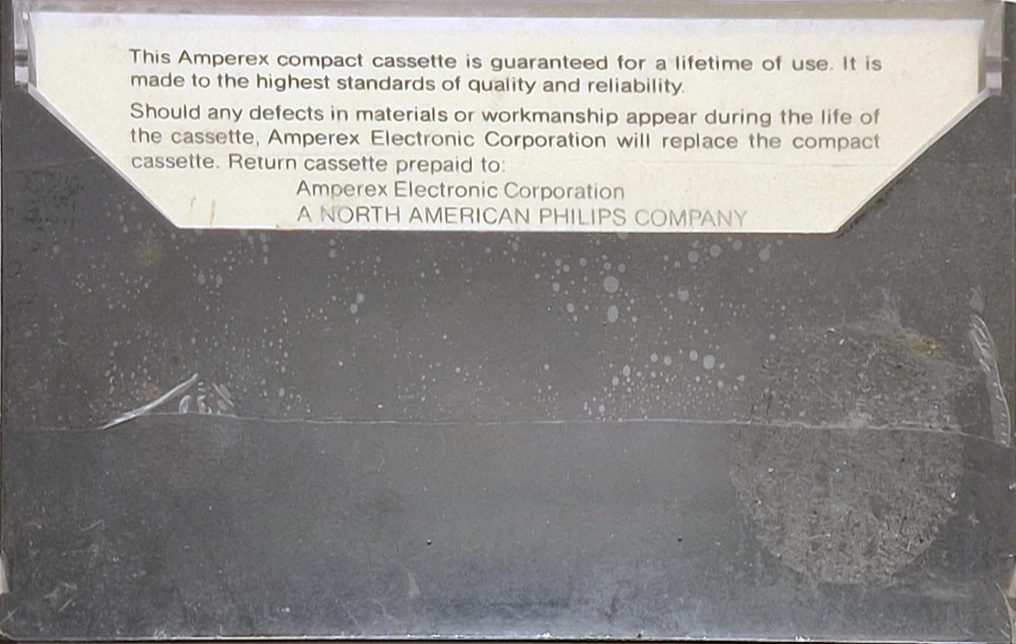 This Amperex compact cassette is guaranteed for a lifetime of use. It is
made to the highest standards of quality and reliability.
Should any defects in materials or workmanship appear during the life of
the cassette, Amperex Electronic Corporation will replace the compact
cassette. Return cassette prepaid to:
Amperex Electronic Corporation
A NORTH AMERICAN PHILIPS COMPANY